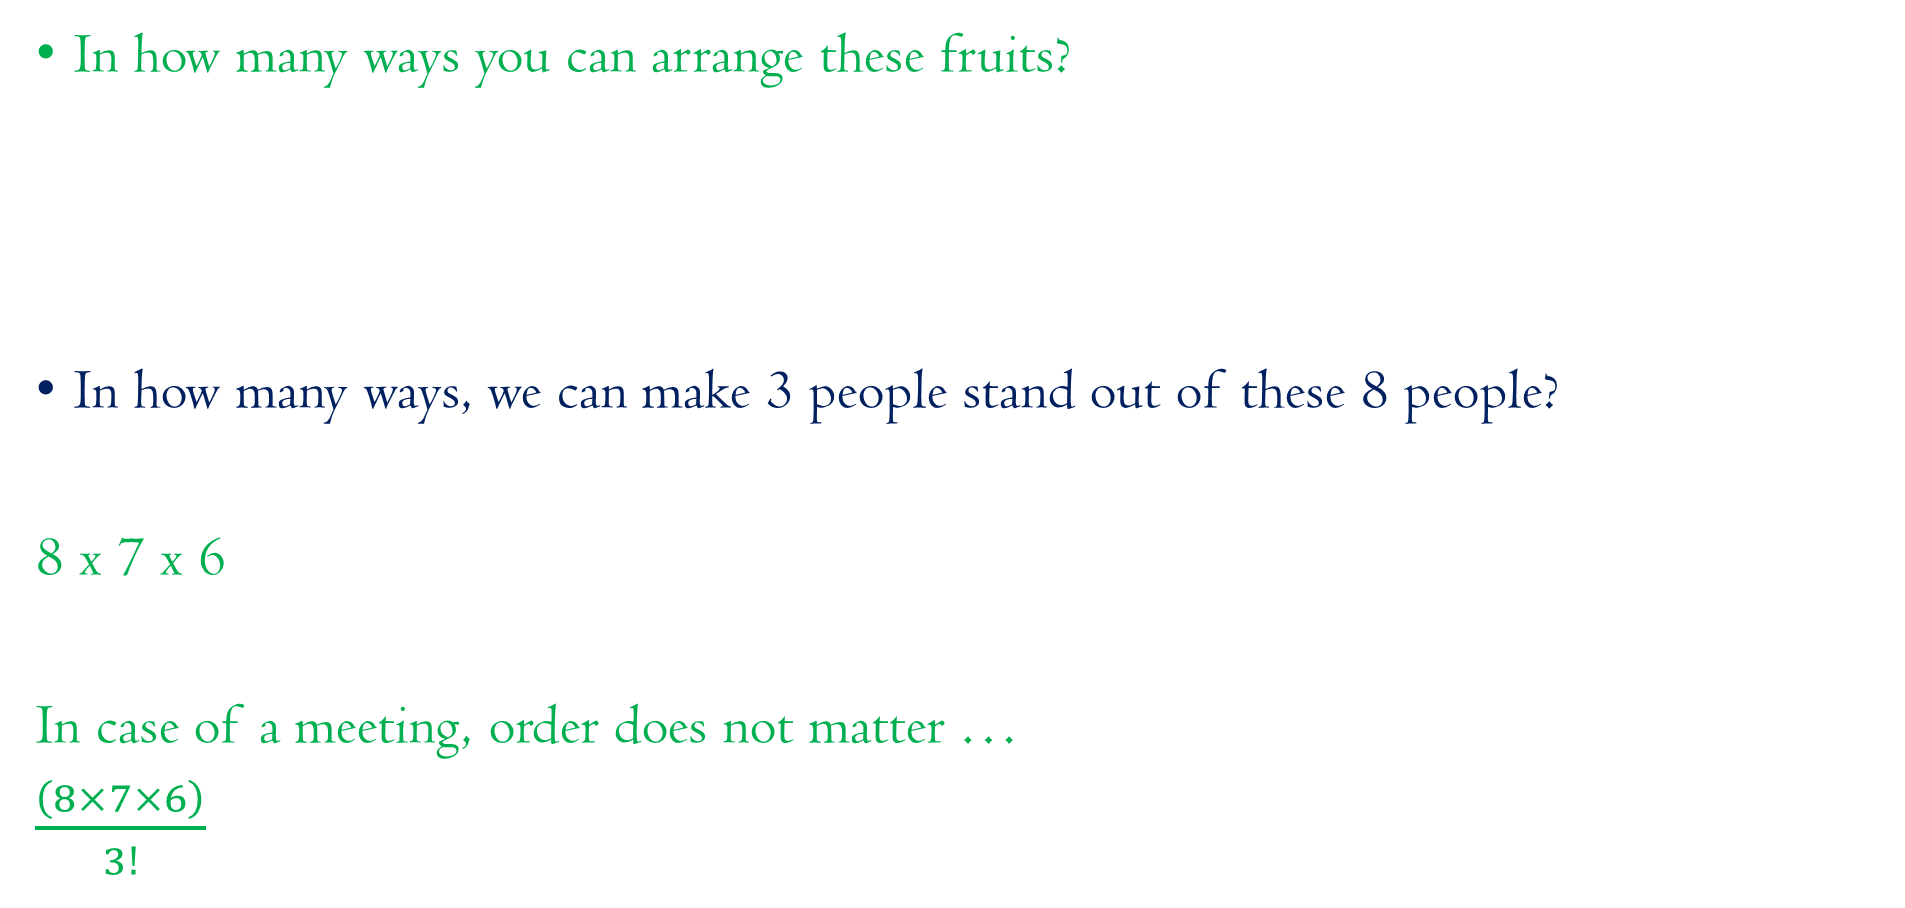 • In how many ways you can arrange these fruits?
• In how many ways, we can make 3 people stand out of these 8 people?
8 x 7 x 6
In case of a meeting, order does not matter …
(8×7×6)
3!